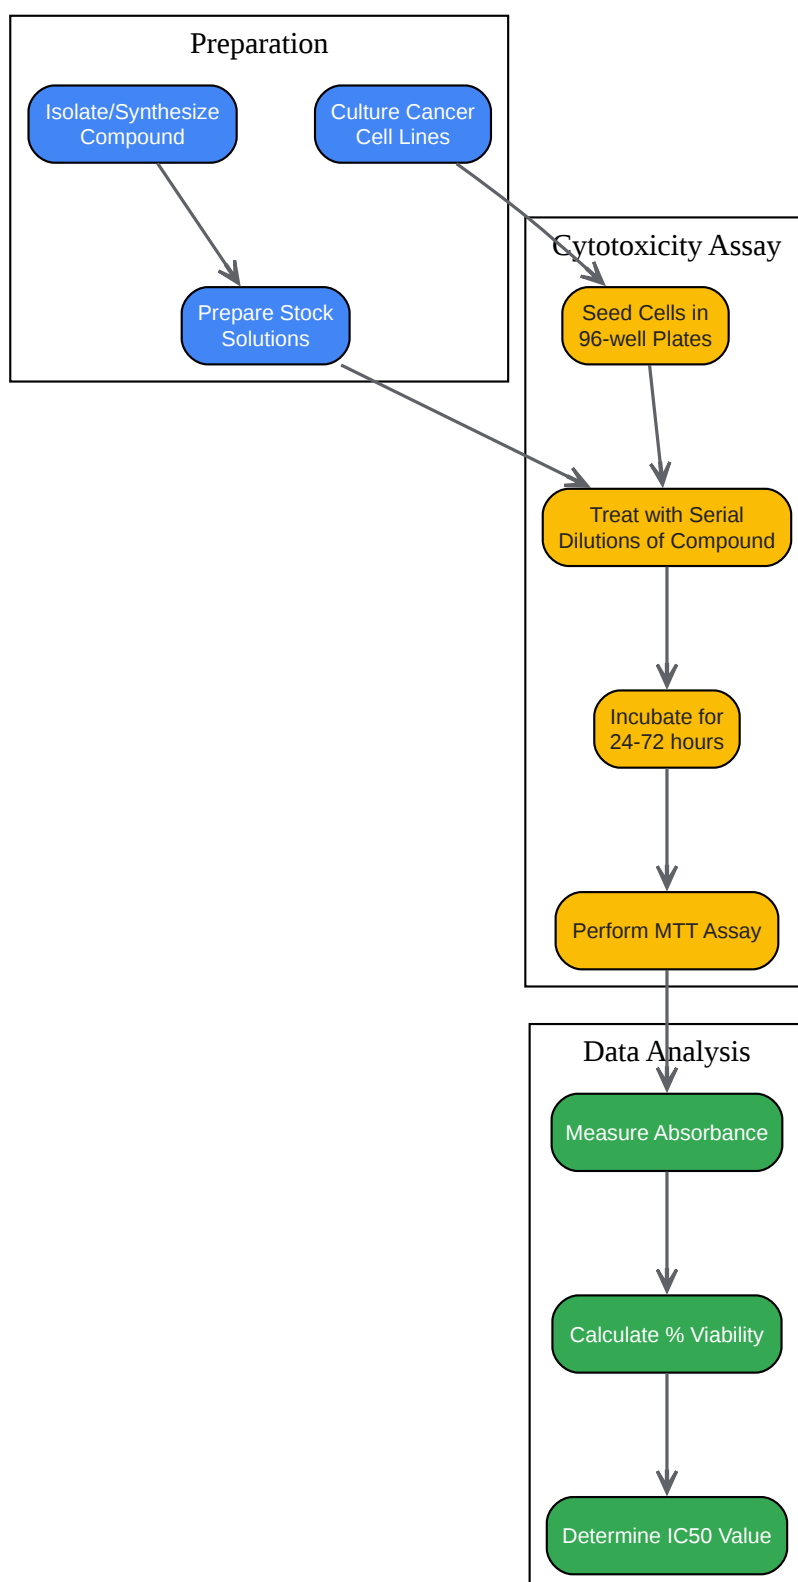 Preparation
Isolate/Synthesize
Compound
Culture Cancer
Cell Lines
Prepare Stock
Solutions
Cytotoxicity Assay
Seed Cells in
96-well Plates
Treat with Serial
Dilutions of Compound
Incubate for
24-72 hours
Perform MTT Assay
Data Analysis
Measure Absorbance
Calculate % Viability
Determine IC50 Value